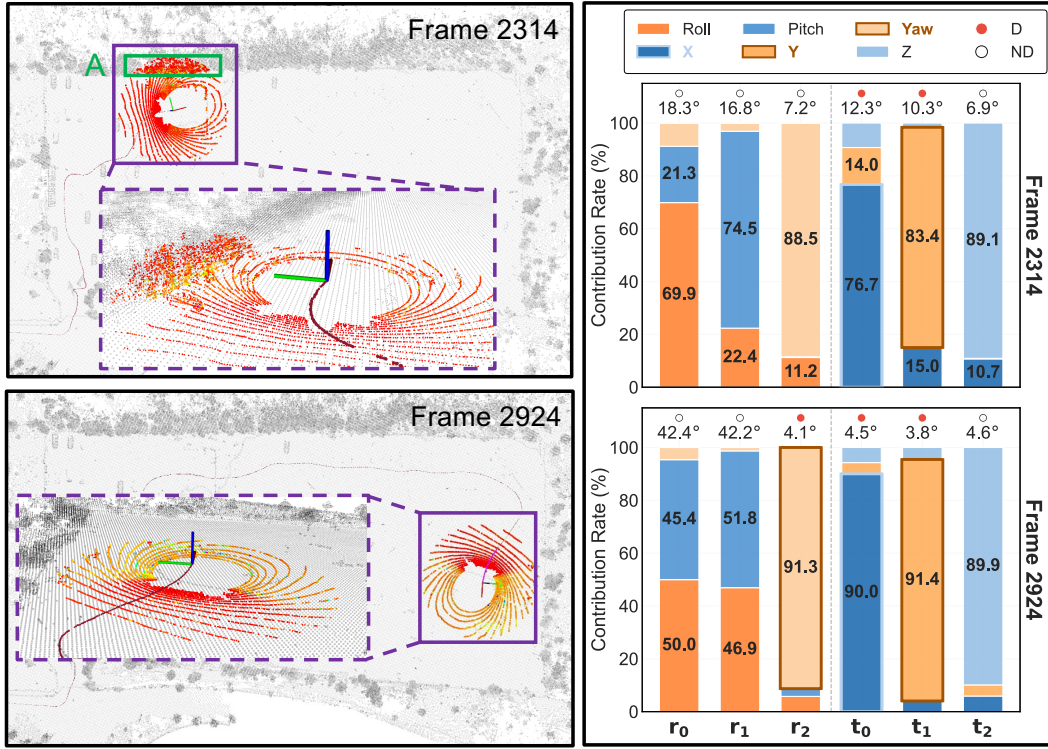 Frame 2314
A
Frame 2924
Roll Pitch Yaw D
X Y Z ND
18.3° 16.8° 7.2° 12.3° 10.3° 6.9°
Contribution Rate (%)
100
80
60
40
20
0
69.9 21.3
22.4 74.5
11.2 88.5
76.7 14.0
15.0 83.4
10.7 89.1
Frame 2314
42.4° 42.2° 4.1° 4.5° 3.8° 4.6°
Contribution Rate (%)
100
80
60
40
20
0
50.0 45.4
46.9 51.8
91.3
90.0
91.4
89.9
Frame 2924
r₀ r₁ r₂ t₀ t₁ t₂